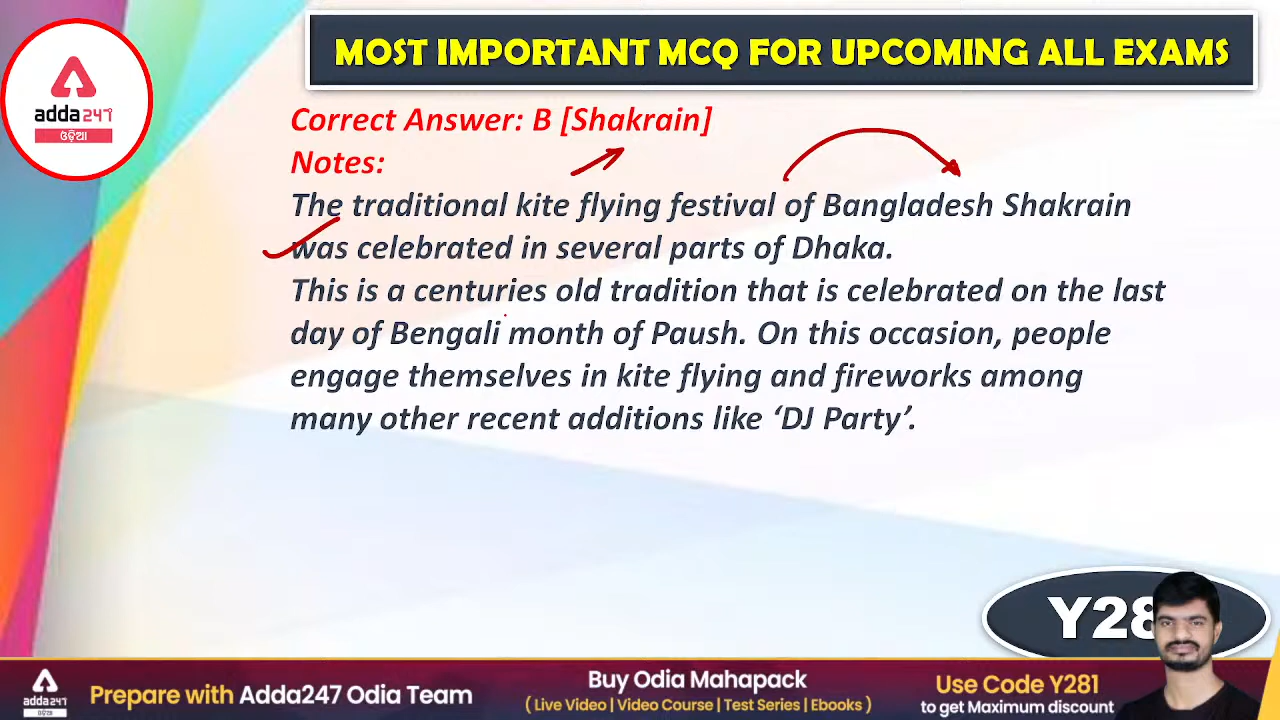 MOST IMPORTANT MCQ FOR UPCOMING ALL EXAMS
adda247
ଓଡ଼ିଆ
Correct Answer: B [Shakrain]
Notes:
The traditional kite flying festival of Bangladesh Shakrain
was celebrated in several parts of Dhaka.
This is a centuries old tradition that is celebrated on the last
day of Bengali month of Paush. On this occasion, people
engage themselves in kite flying and fireworks among
many other recent additions like ‘DJ Party’.
Y28
adda247
ଓଡ଼ିଆ
Prepare with Adda247 Odia Team
Buy Odia Mahapack
( Live Video | Video Course | Test Series | Ebooks )
Use Code Y281
to get Maximum discount